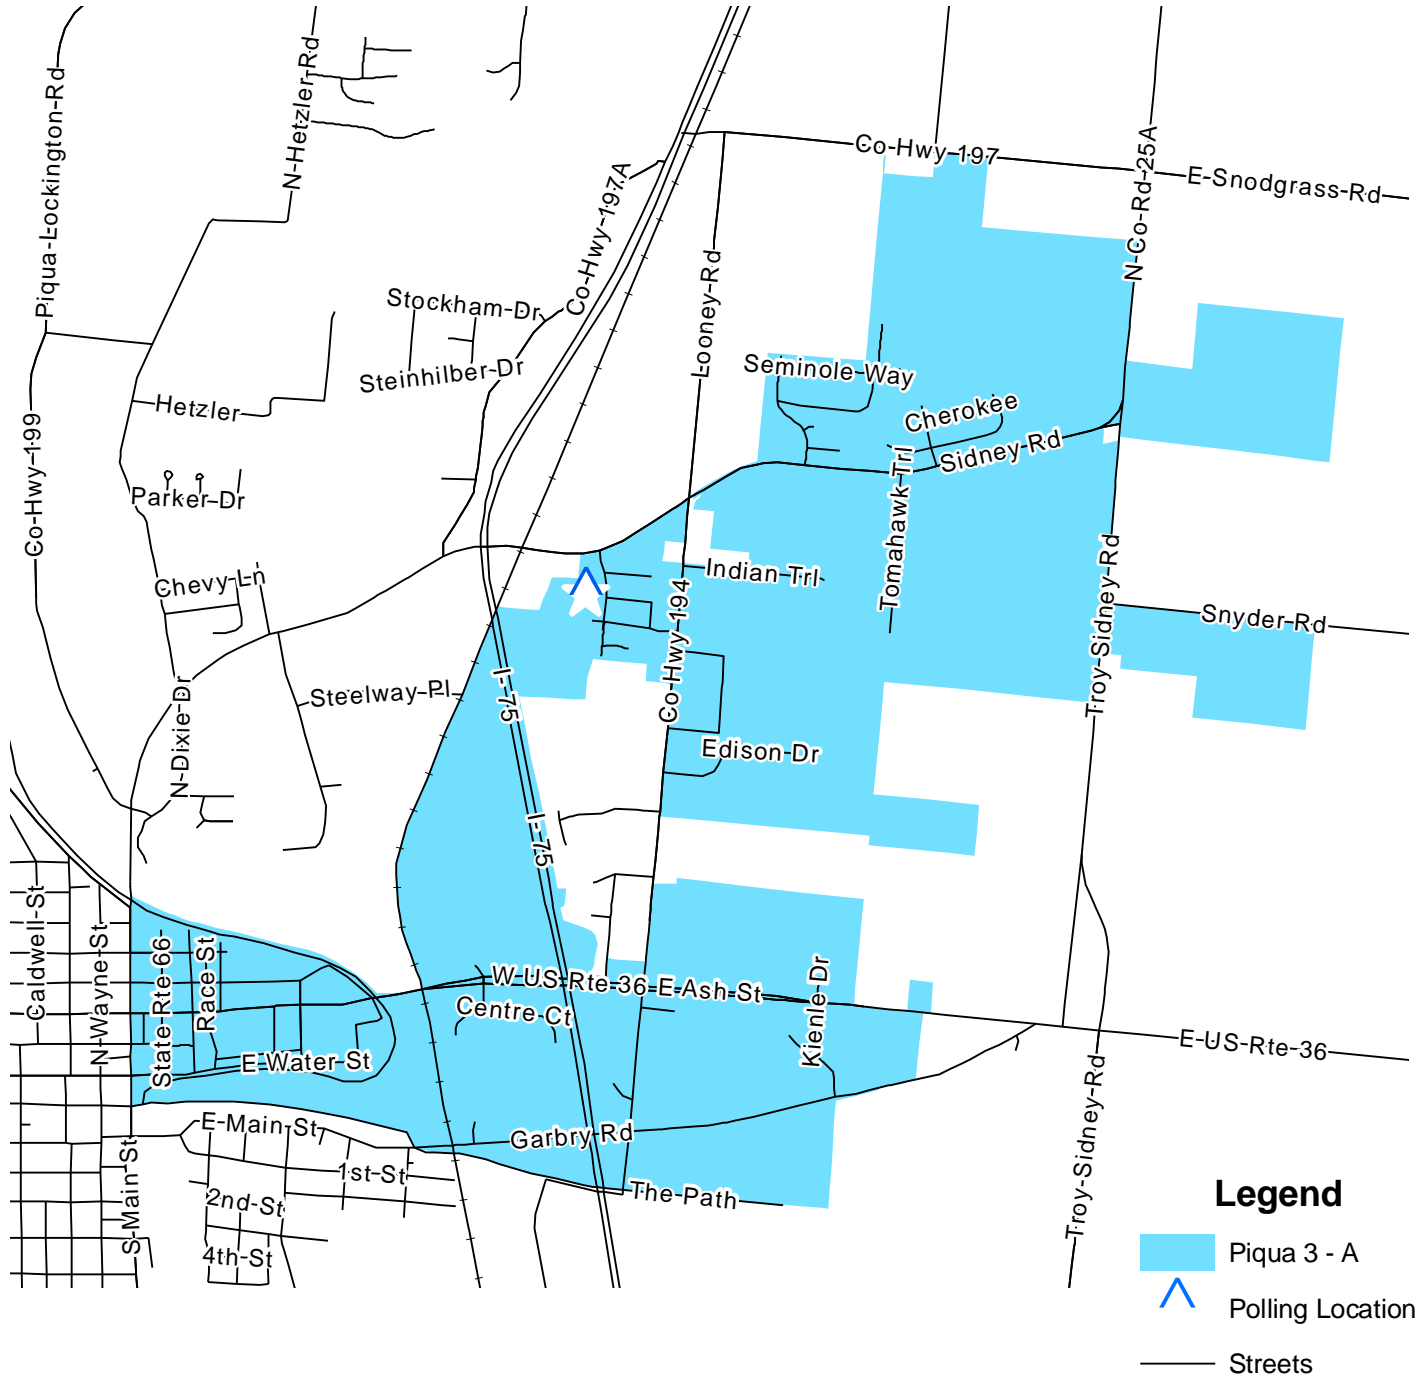 Piqua-Lockington-Rd
N-Hetzler-Rd
Co-Hwy-197A
Co-Hwy-197
N-Co-Rd-25A
E-Snodgrass-Rd
Stockham-Dr
Looney-Rd
Steinhilber-Dr
Seminole-Way
Hetzler
Cherokee
Co-Hwy-199
Sidney-Rd
Parker-Dr
Tomahawk-Trl
Chevy-Ln
Indian-Trl
Troy-Sidney-Rd
Snyder-Rd
Co-Hwy-194
Steelway-Pl
I--75
N-Dixie-Dr
Edison-Dr
I--75
Caldwell-St
N-Wayne-St
State-Rte-66
Race-St
W-US-Rte-36
E-Ash-St
Kienle-Dr
Centre-Ct
E-US-Rte-36
E-Water-St
E-Main-St
Garbry-Rd
Troy-Sidney-Rd
1st-St
S-Main-St
2nd-St
The-Path
4th-St
Legend
Piqua 3 - A
Polling Location
Streets